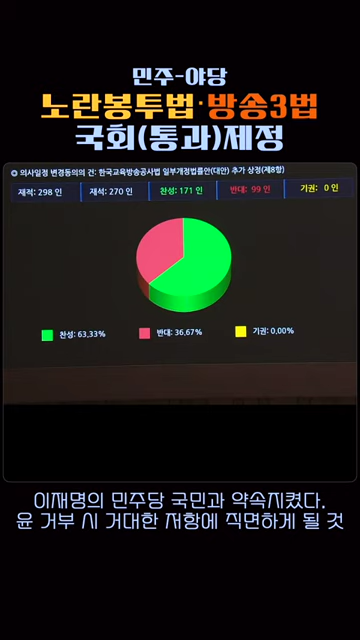 민주-야당
노란봉투법·방송3법
국회(통과)제정
◎ 의사일정 변경동의의 건: 한국교육방송공사법 일부개정법률안(대안) 추가 상정(제8항)
재적: 298 인 재석: 270 인 찬성: 171 인 반대: 99 인 기권: 0 인
찬성: 63,33% 반대: 36,67% 기권: 0,00%
이재명의 민주당 국민과 약속지켰다.
윤 거부 시 거대한 저항에 직면하게 될 것